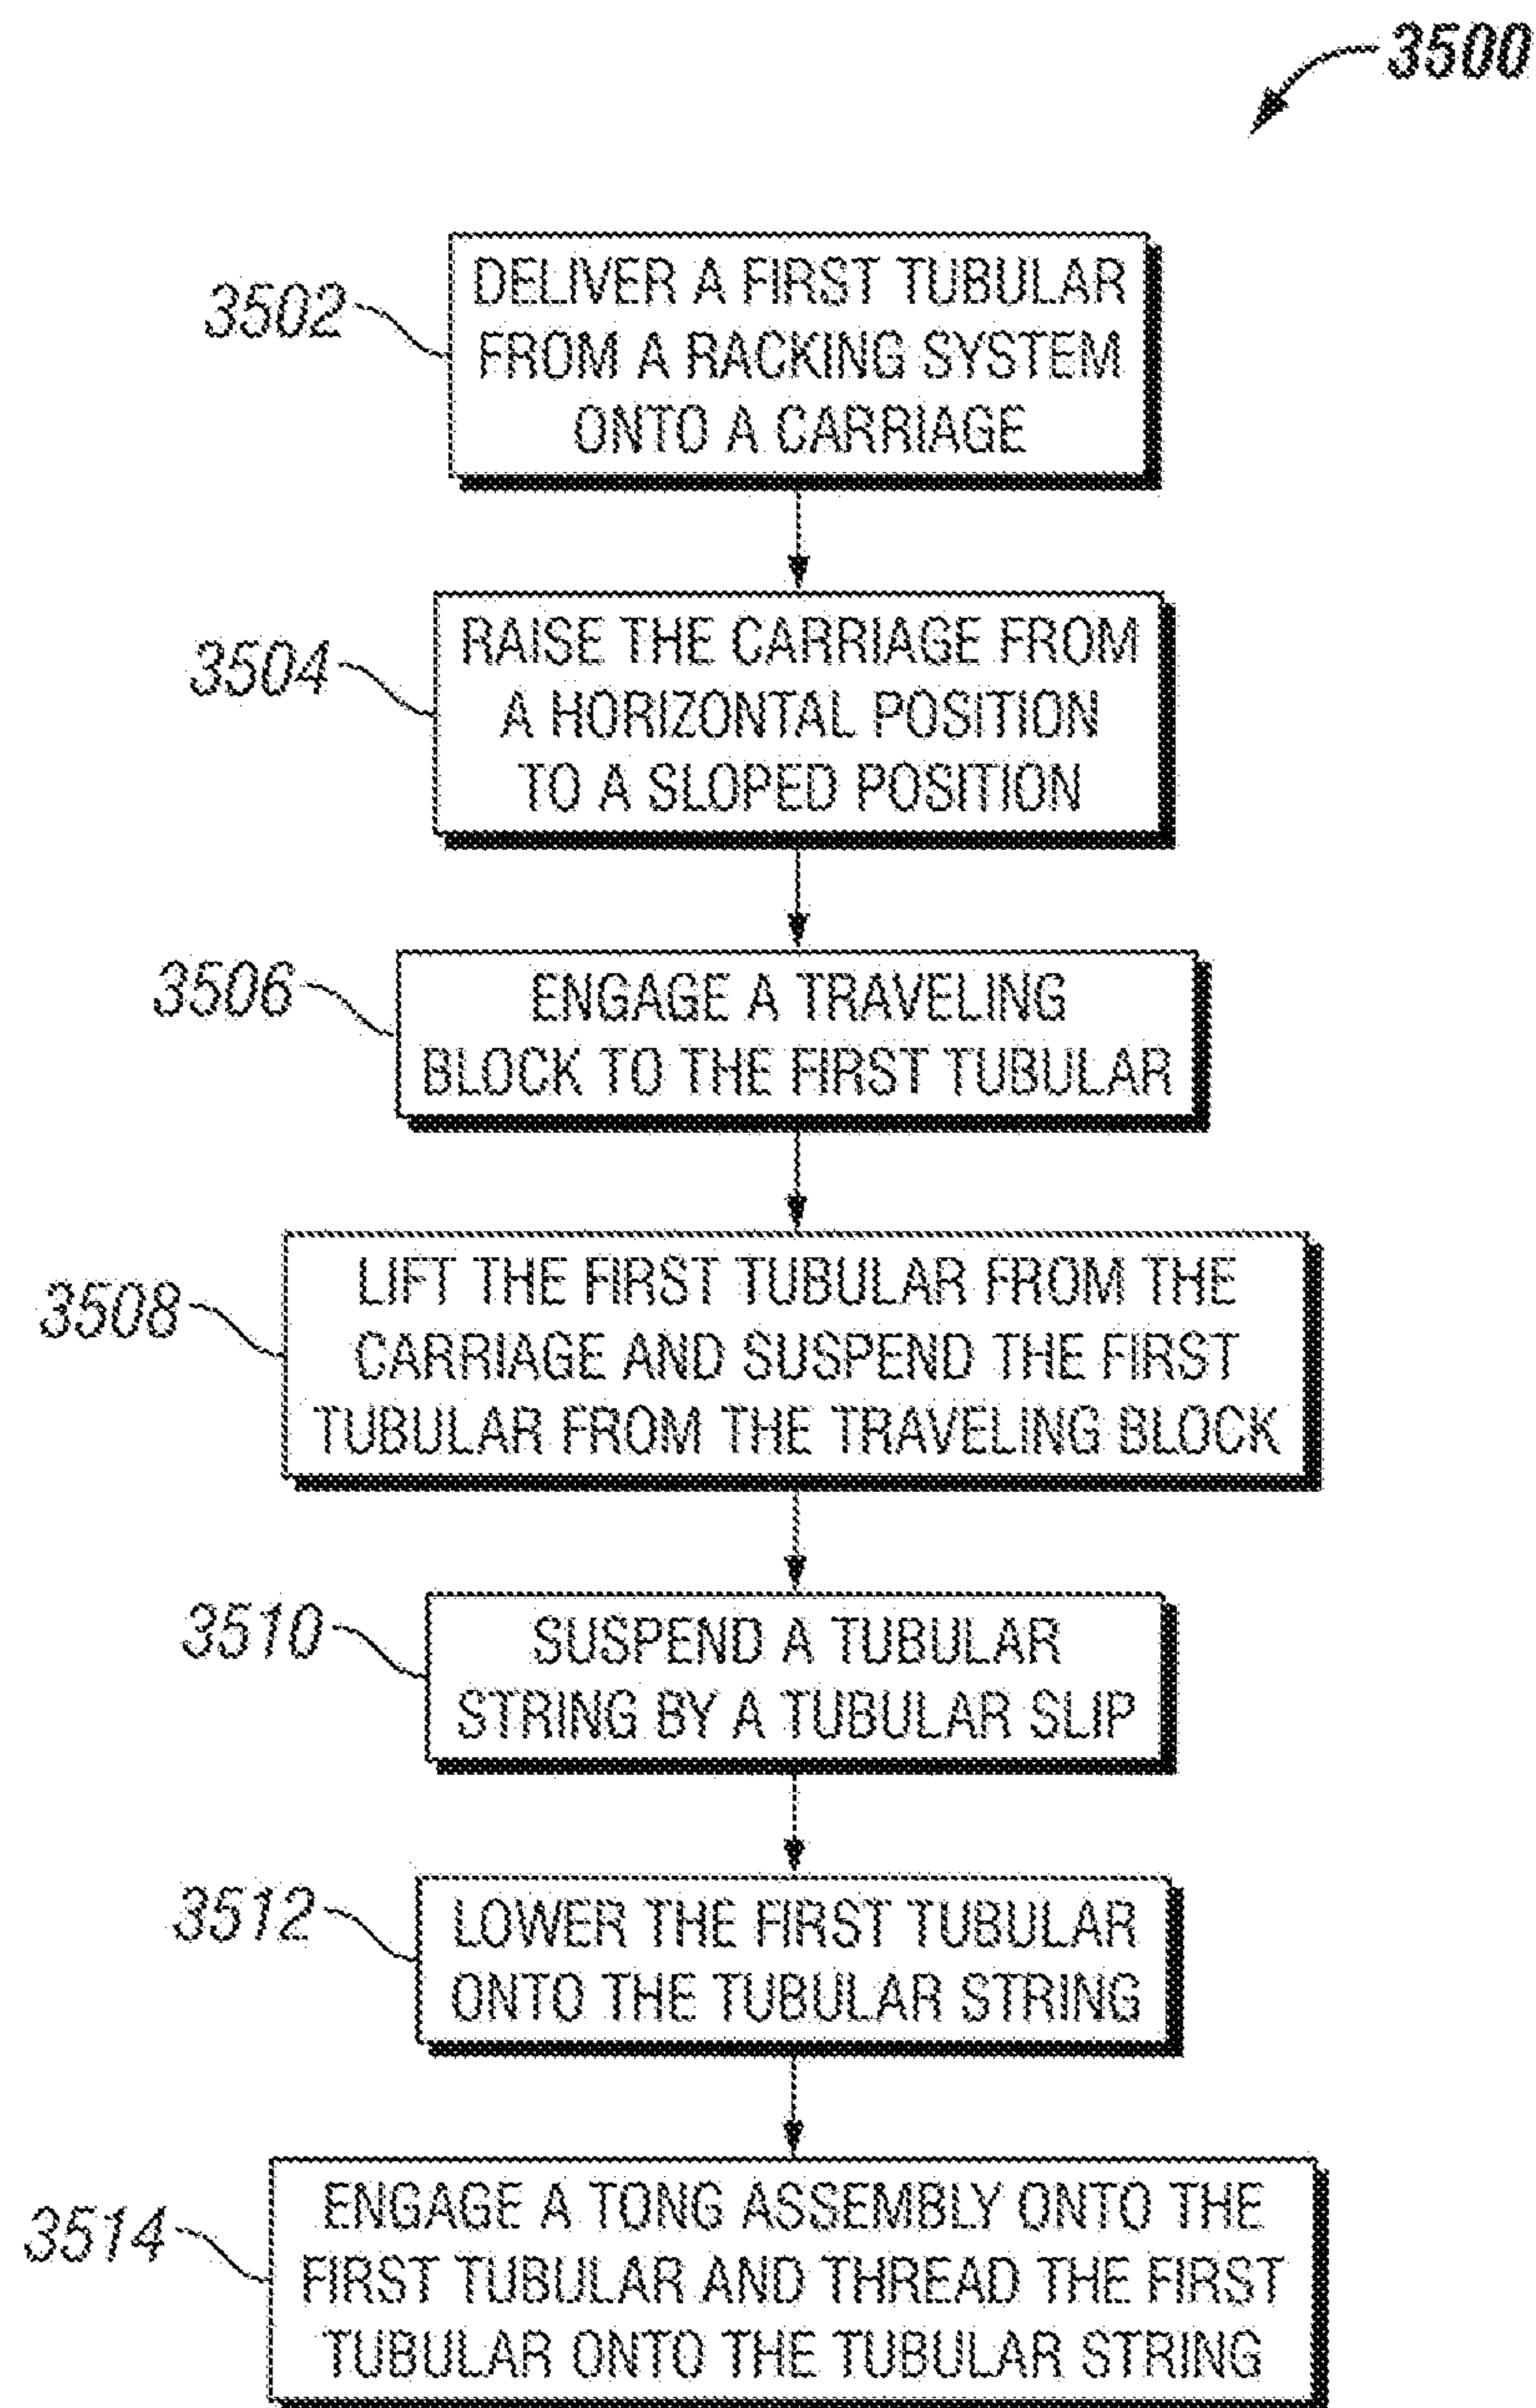 3500
3502
DELIVER A FIRST TUBULAR
FROM A RACKING SYSTEM
ONTO A CARRIAGE
3504
RAISE THE CARRIAGE FROM
A HORIZONTAL POSITION
TO A SLOPED POSITION
3506
ENGAGE A TRAVELING
BLOCK TO THE FIRST TUBULAR
3508
LIFT THE FIRST TUBULAR FROM THE
CARRIAGE AND SUSPEND THE FIRST
TUBULAR FROM THE TRAVELING BLOCK
3510
SUSPEND A TUBULAR
STRING BY A TUBULAR SLIP
3512
LOWER THE FIRST TUBULAR
ONTO THE TUBULAR STRING
3514
ENGAGE A TONG ASSEMBLY ONTO THE
FIRST TUBULAR AND THREAD THE FIRST
TUBULAR ONTO THE TUBULAR STRING